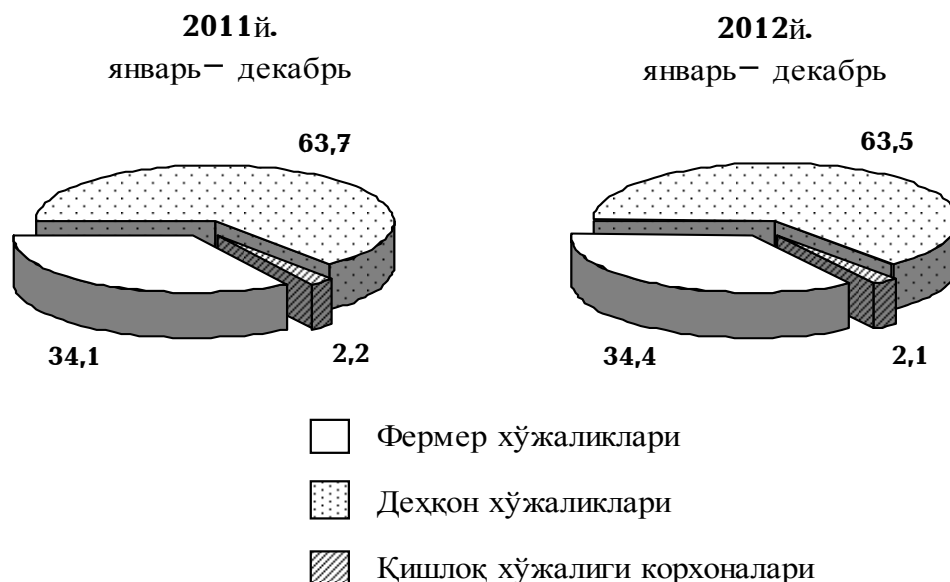 2011й.
январь– декабрь
2012й.
январь– декабрь
63,7
63,5
34,1
2,2
34,4
2,1
Фермер хўжаликлари
Деҳқон хўжаликлари
Қишлоқ хўжалиги корхоналари